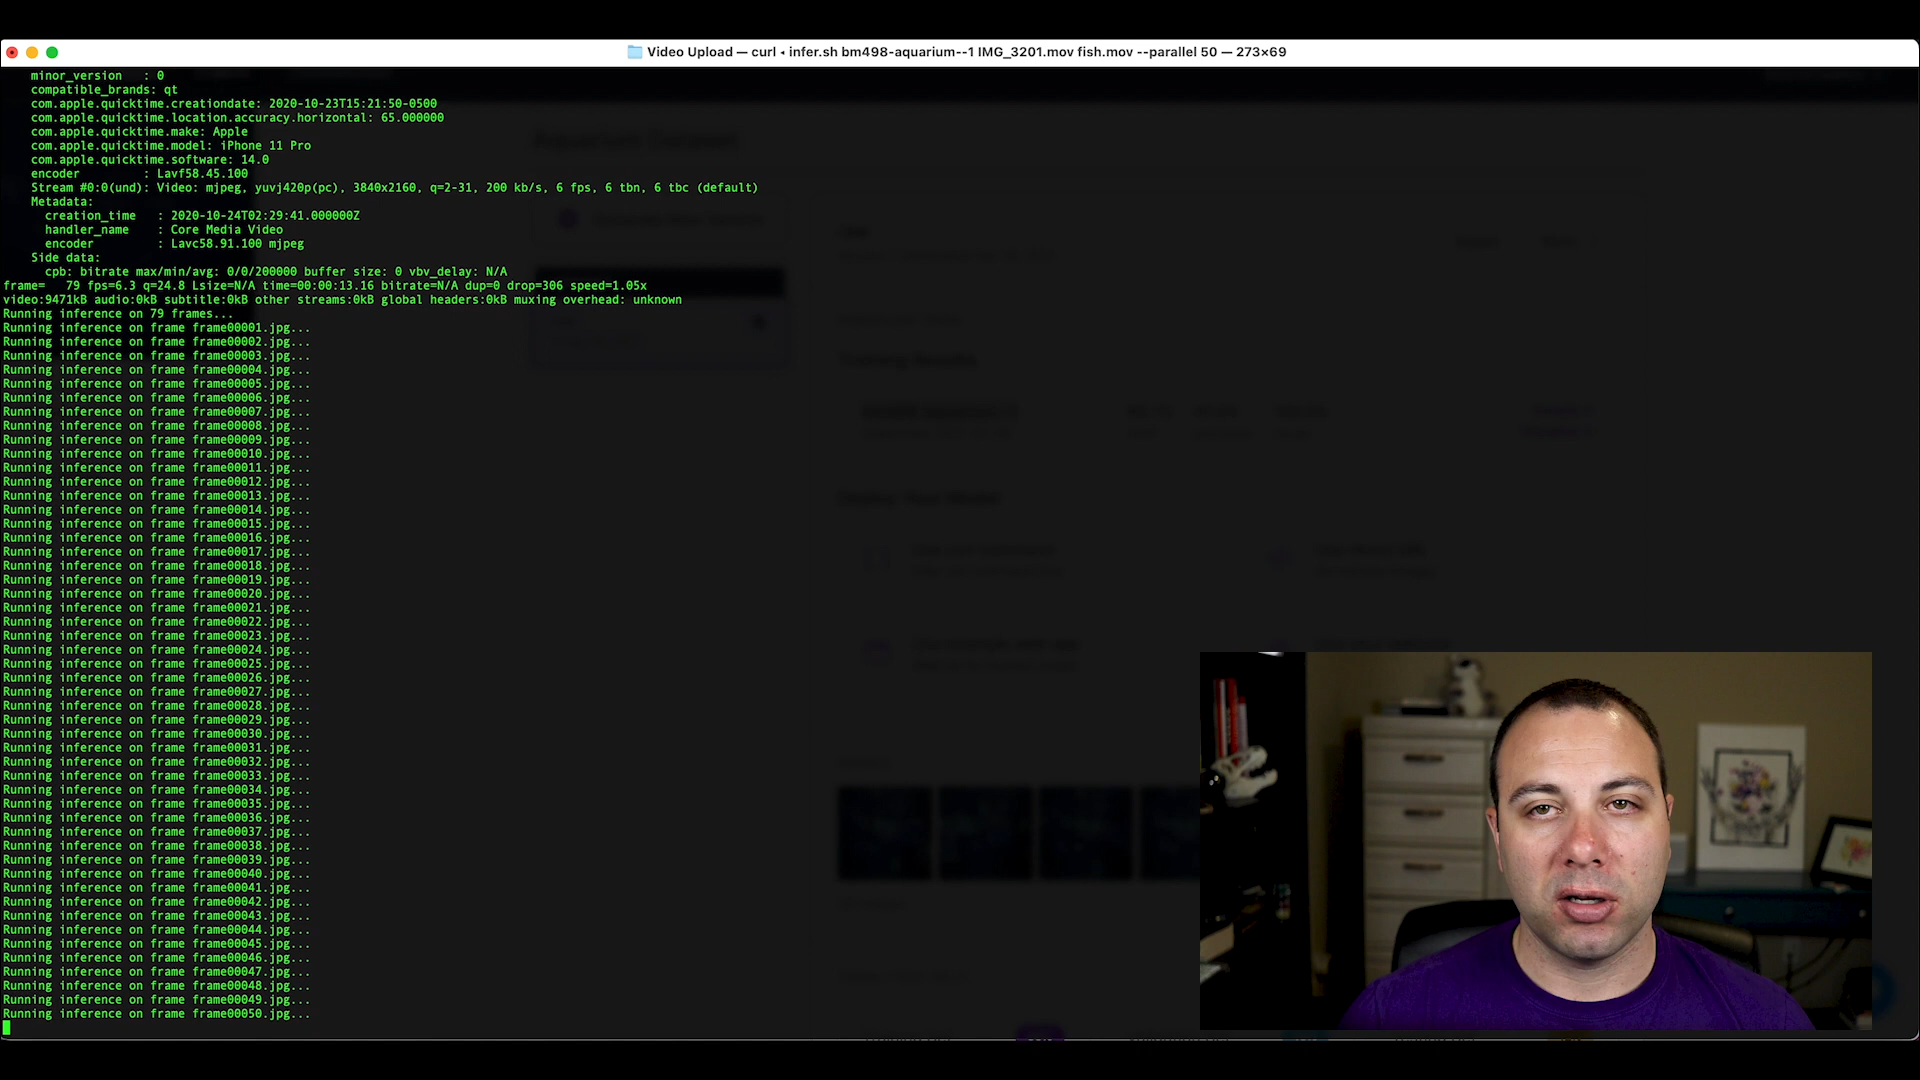 Video Upload — curl ◂ infer.sh bm498-aquarium--1 IMG_3201.mov fish.mov --parallel 50 — 273×69
minor_version   : 0
compatible_brands: qt
com.apple.quicktime.creationdate: 2020-10-23T15:21:50-0500
com.apple.quicktime.location.accuracy.horizontal: 65.000000
com.apple.quicktime.make: Apple
com.apple.quicktime.model: iPhone 11 Pro
com.apple.quicktime.software: 14.0
encoder         : Lavf58.45.100
Stream #0:0(und): Video: mjpeg, yuvj420p(pc), 3840x2160, q=2-31, 200 kb/s, 6 fps, 6 tbn, 6 tbc (default)
Metadata:
creation_time   : 2020-10-24T02:29:41.000000Z
handler_name    : Core Media Video
encoder         : Lavc58.91.100 mjpeg
Side data:
cpb: bitrate max/min/avg: 0/0/200000 buffer size: 0 vbv_delay: N/A
frame=   79 fps=6.3 q=24.8 Lsize=N/A time=00:00:13.16 bitrate=N/A dup=0 drop=306 speed=1.05x
video:9471kB audio:0kB subtitle:0kB other streams:0kB global headers:0kB muxing overhead: unknown
Running inference on 79 frames...
Running inference on frame frame00001.jpg...
Running inference on frame frame00002.jpg...
Running inference on frame frame00003.jpg...
Running inference on frame frame00004.jpg...
Running inference on frame frame00005.jpg...
Running inference on frame frame00006.jpg...
Running inference on frame frame00007.jpg...
Running inference on frame frame00008.jpg...
Running inference on frame frame00009.jpg...
Running inference on frame frame00010.jpg...
Running inference on frame frame00011.jpg...
Running inference on frame frame00012.jpg...
Running inference on frame frame00013.jpg...
Running inference on frame frame00014.jpg...
Running inference on frame frame00015.jpg...
Running inference on frame frame00016.jpg...
Running inference on frame frame00017.jpg...
Running inference on frame frame00018.jpg...
Running inference on frame frame00019.jpg...
Running inference on frame frame00020.jpg...
Running inference on frame frame00021.jpg...
Running inference on frame frame00022.jpg...
Running inference on frame frame00023.jpg...
Running inference on frame frame00024.jpg...
Running inference on frame frame00025.jpg...
Running inference on frame frame00026.jpg...
Running inference on frame frame00027.jpg...
Running inference on frame frame00028.jpg...
Running inference on frame frame00029.jpg...
Running inference on frame frame00030.jpg...
Running inference on frame frame00031.jpg...
Running inference on frame frame00032.jpg...
Running inference on frame frame00033.jpg...
Running inference on frame frame00034.jpg...
Running inference on frame frame00035.jpg...
Running inference on frame frame00036.jpg...
Running inference on frame frame00037.jpg...
Running inference on frame frame00038.jpg...
Running inference on frame frame00039.jpg...
Running inference on frame frame00040.jpg...
Running inference on frame frame00041.jpg...
Running inference on frame frame00042.jpg...
Running inference on frame frame00043.jpg...
Running inference on frame frame00044.jpg...
Running inference on frame frame00045.jpg...
Running inference on frame frame00046.jpg...
Running inference on frame frame00047.jpg...
Running inference on frame frame00048.jpg...
Running inference on frame frame00049.jpg...
Running inference on frame frame00050.jpg...